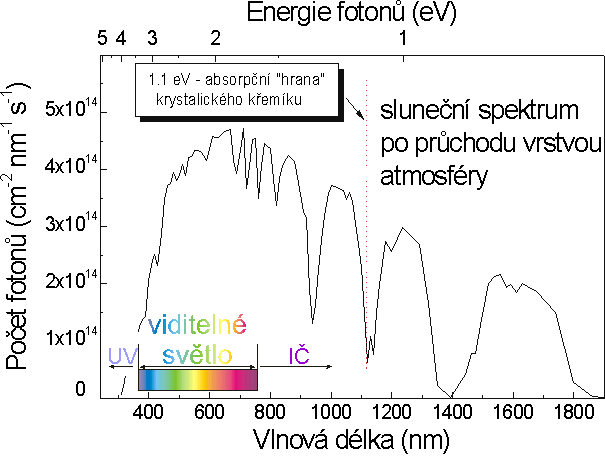 Energie fotonů (eV)
5 4 3 2 1
1.1 eV - absorpční "hrana"
krystalického křemíku
sluneční spektrum
po průchodu vrstvou
atmosféry
Počet fotonů (cm-2 nm-1 s-1)
5x10^14
4x10^14
3x10^14
2x10^14
1x10^14
0
viditelné
UV světlo IČ
400 600 800 1000 1200 1400 1600 1800
Vlnová délka (nm)